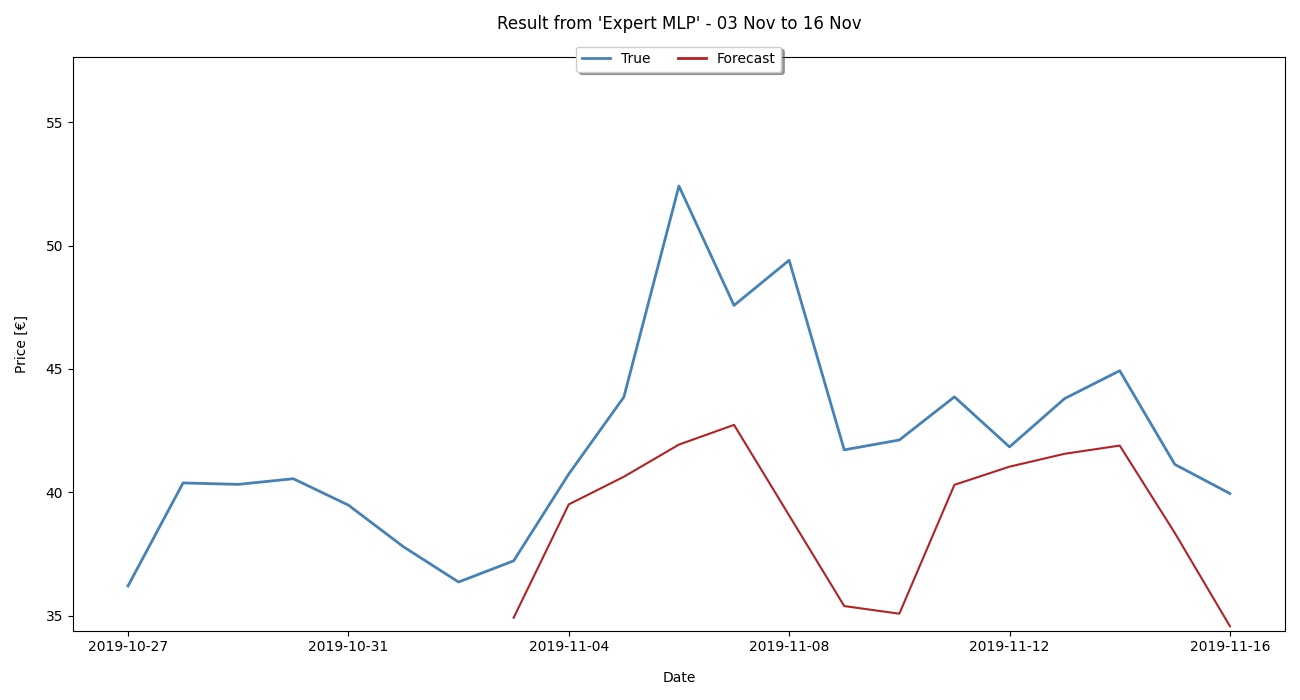 Result from 'Expert MLP' - 03 Nov to 16 Nov
True Forecast
55
50
45
40
35
Price [€]
2019-10-27 2019-10-31 2019-11-04 2019-11-08 2019-11-12 2019-11-16
Date